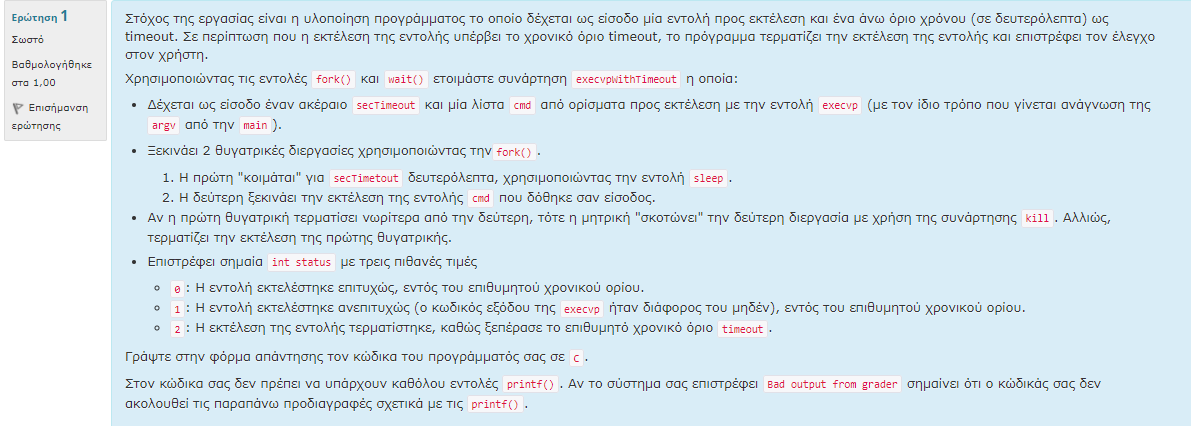 Ερώτηση 1
Σωστό
Βαθμολογήθηκε
στα 1,00
Επισήμανση
ερώτησης
Στόχος της εργασίας είναι η υλοποίηση προγράμματος το οποίο δέχεται ως είσοδο μία εντολή προς εκτέλεση και ένα άνω όριο χρόνου (σε δευτερόλεπτα) ως
timeout. Σε περίπτωση που η εκτέλεση της εντολής υπέρβει το χρονικό όριο timeout, το πρόγραμμα τερματίζει την εκτέλεση της εντολής και επιστρέφει τον έλεγχο
στον χρήστη.
Χρησιμοποιώντας τις εντολές fork() και wait() ετοιμάστε συνάρτηση execvpWithTimeout η οποία:
• Δέχεται ως είσοδο έναν ακέραιο secTimeout και μία λίστα cmd από ορίσματα προς εκτέλεση με την εντολή execvp (με τον ίδιο τρόπο που γίνεται ανάγνωση της
argv από την main ).
• Ξεκινάει 2 θυγατρικές διεργασίες χρησιμοποιώντας την fork() .
1. Η πρώτη "κοιμάται" για secTimetout δευτερόλεπτα, χρησιμοποιώντας την εντολή sleep .
2. Η δεύτερη ξεκινάει την εκτέλεση της εντολής cmd που δόθηκε σαν είσοδος.
• Αν η πρώτη θυγατρική τερματίσει νωρίτερα από την δεύτερη, τότε η μητρική "σκοτώνει" την δεύτερη διεργασία με χρήση της συνάρτησης kill . Αλλιώς,
τερματίζει την εκτέλεση της πρώτης θυγατρικής.
• Επιστρέφει σημαία int status με τρεις πιθανές τιμές
◦ 0 : Η εντολή εκτελέστηκε επιτυχώς, εντός του επιθυμητού χρονικού ορίου.
◦ 1 : Η εντολή εκτελέστηκε ανεπιτυχώς (ο κωδικός εξόδου της execvp ήταν διάφορος του μηδέν), εντός του επιθυμητού χρονικού ορίου.
◦ 2 : Η εκτέλεση της εντολής τερματίστηκε, καθώς ξεπέρασε το επιθυμητό χρονικό όριο timeout .
Γράψτε στην φόρμα απάντησης τον κώδικα του προγράμματός σας σε C .
Στον κώδικα σας δεν πρέπει να υπάρχουν καθόλου εντολές printf() . Αν το σύστημα σας επιστρέφει Bad output from grader σημαίνει ότι ο κώδικάς σας δεν
ακολουθεί τις παραπάνω προδιαγραφές σχετικά με τις printf() .